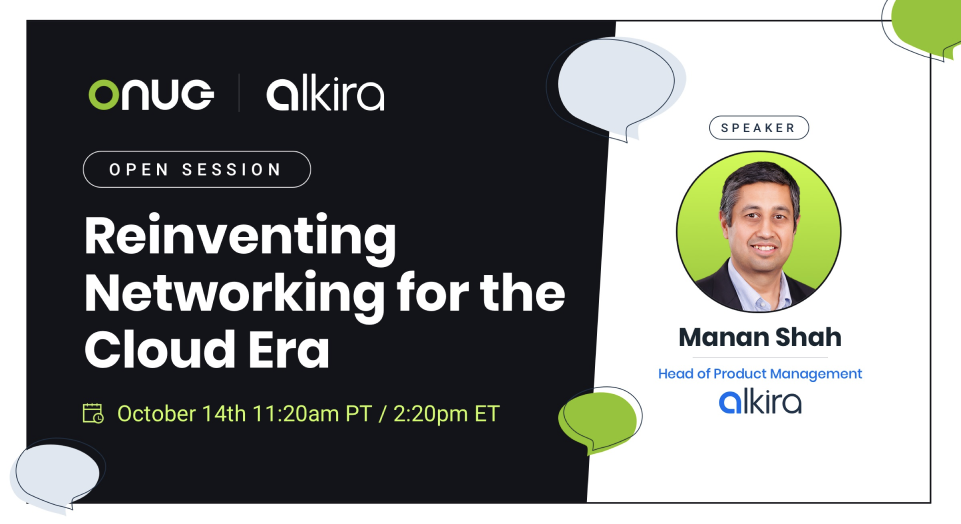 onug | alkira
OPEN SESSION
Reinventing
Networking for the
Cloud Era
October 14th 11:20am PT / 2:20pm ET
SPEAKER
Manan Shah
Head of Product Management
alkira